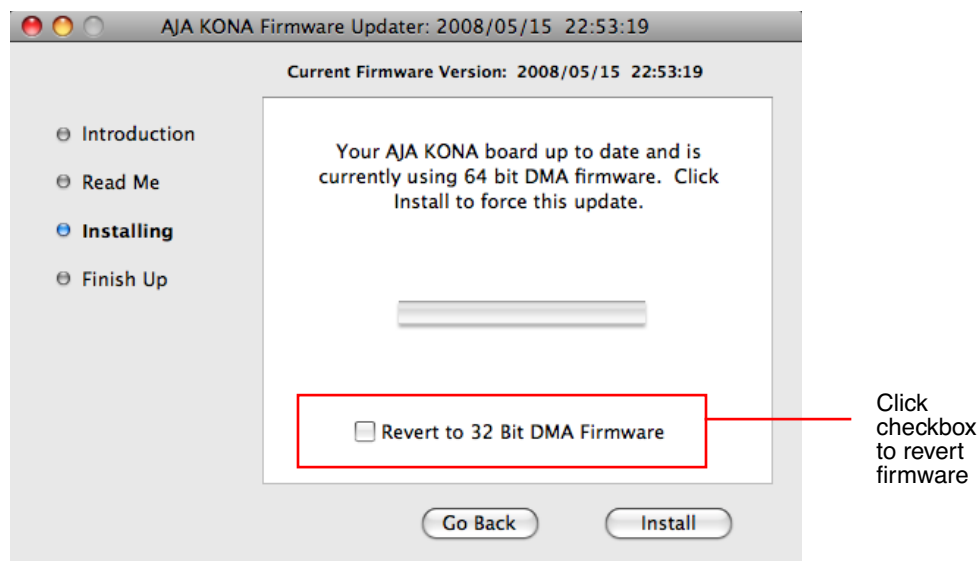 AJA KONA Firmware Updater: 2008/05/15 22:53:19
Current Firmware Version: 2008/05/15 22:53:19
Introduction
Read Me
Installing
Finish Up
Your AJA KONA board up to date and is
currently using 64 bit DMA firmware. Click
Install to force this update.
Revert to 32 Bit DMA Firmware
Go Back
Install
Click
checkbox
to revert
firmware